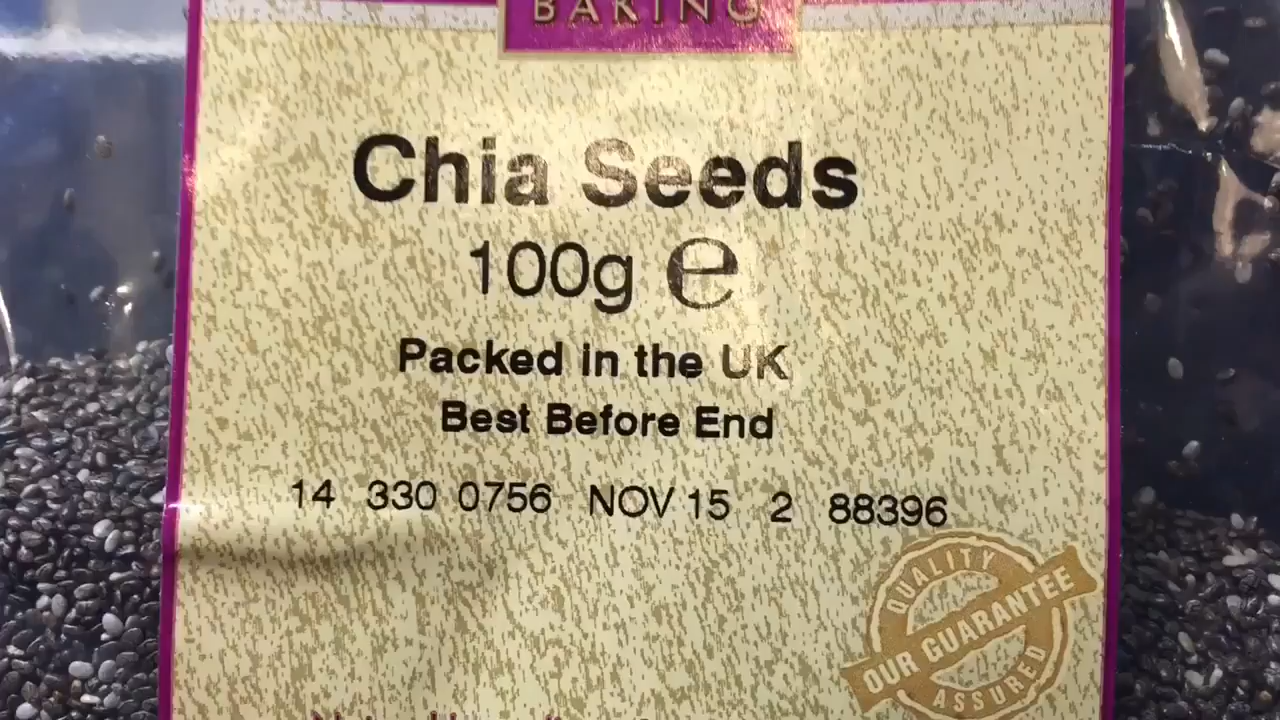 BAKING
Chia Seeds
100g ℮
Packed in the UK
Best Before End
14 330 0756 NOV 15 2 88396
QUALITY
OUR GUARANTEE
ASSURED